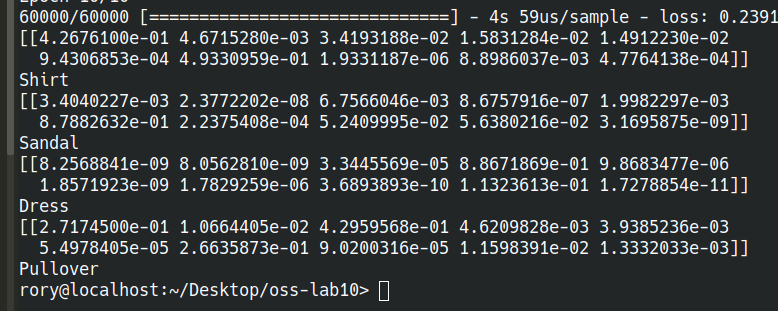 60000/60000 [==============================] - 4s 59us/sample - loss: 0.2391
[[4.2676100e-01 4.6715280e-03 3.4193188e-02 1.5831284e-02 1.4912230e-02
9.4306853e-04 4.9330959e-01 1.9331187e-06 8.8986037e-03 4.7764138e-04]]
Shirt
[[3.4040227e-03 2.3772202e-08 6.7566046e-03 8.6757916e-07 1.9982297e-03
8.7882632e-01 2.2375408e-04 5.2409995e-02 5.6380216e-02 3.1695875e-09]]
Sandal
[[8.2568841e-09 8.0562810e-09 3.3445569e-05 8.8671869e-01 9.8683477e-06
1.8571923e-09 1.7829259e-06 3.6893893e-10 1.1323613e-01 1.7278854e-11]]
Dress
[[2.7174500e-01 1.0664405e-02 4.2959568e-01 4.6209828e-03 3.9385236e-03
5.4978405e-05 2.6635873e-01 9.0200316e-05 1.1598391e-02 1.3332033e-03]]
Pullover
rory@localhost:~/Desktop/oss-lab10>